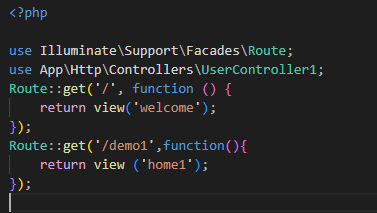 <?php
use Illuminate\Support\Facades\Route;
use App\Http\Controllers\UserController1;
Route::get('/', function () {
    return view('welcome');
});
Route::get('/demo1',function(){
    return view ('home1');
});